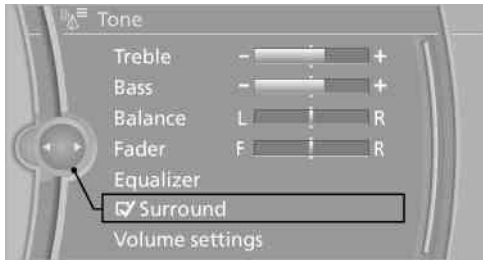 Tone
Treble - +
Bass - +
Balance L R
Fader F R
Equalizer
Surround
Volume settings